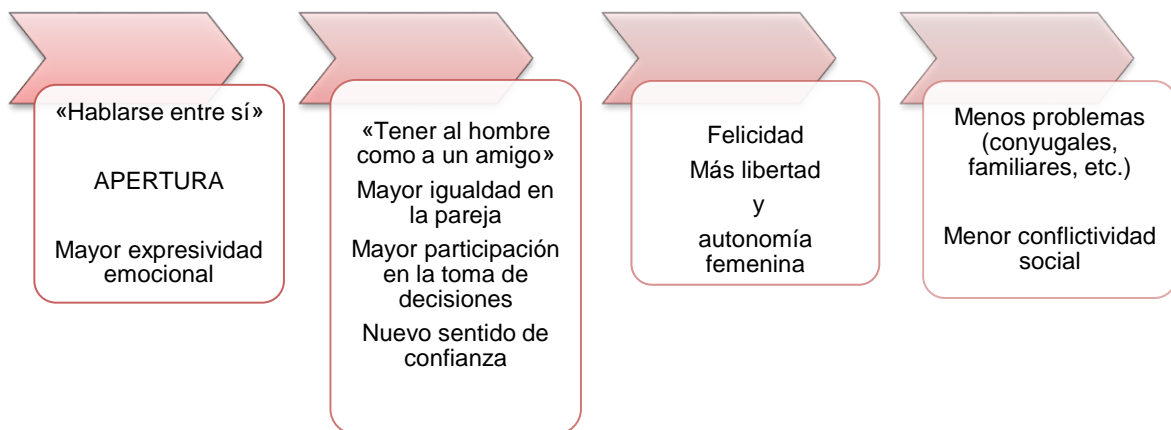 «Hablarse entre sí»
APERTURA
Mayor expresividad
emocional
«Tener al hombre
como a un amigo»
Mayor igualdad en
la pareja
Mayor participación
en la toma de
decisiones
Nuevo sentido de
confianza
Felicidad
Más libertad
y
autonomía
femenina
Menos problemas
(conyugales,
familiares, etc.)
Menor conflictividad
social